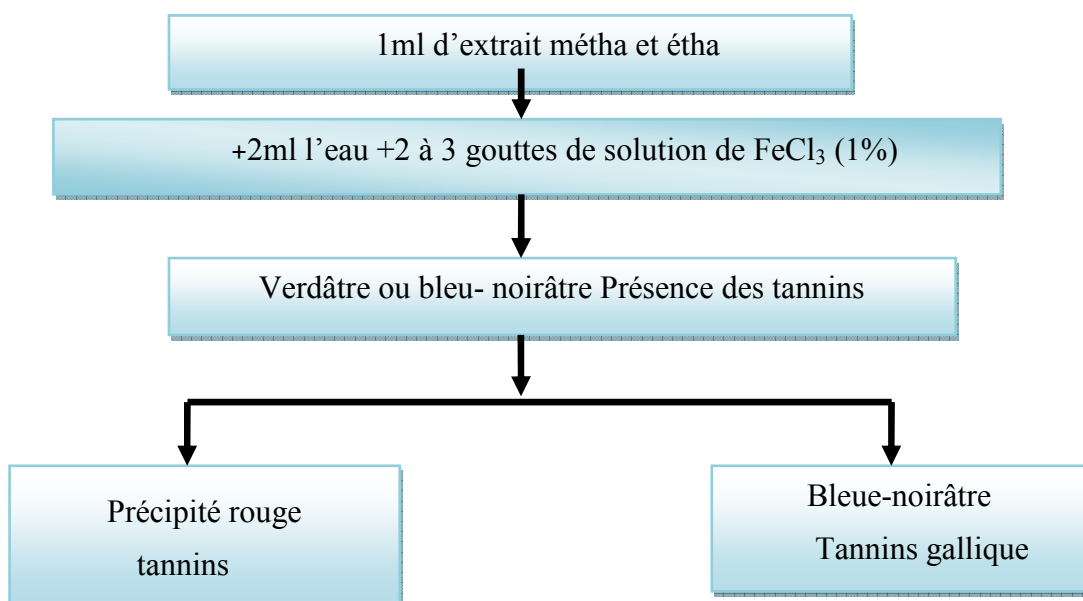 1ml d’extrait métha et étha
+2ml l’eau +2 à 3 gouttes de solution de FeCl₃ (1%)
Verdâtre ou bleu- noirâtre Présence des tannins
Précipité rouge
tannins
Bleue-noirâtre
Tannins gallique